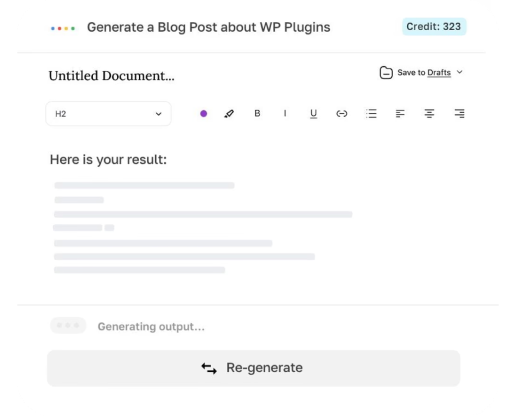 Generate a Blog Post about WP Plugins
Credit: 323
Untitled Document...
Save to Drafts
H2
B I U
Here is your result:
Generating output...
Re-generate